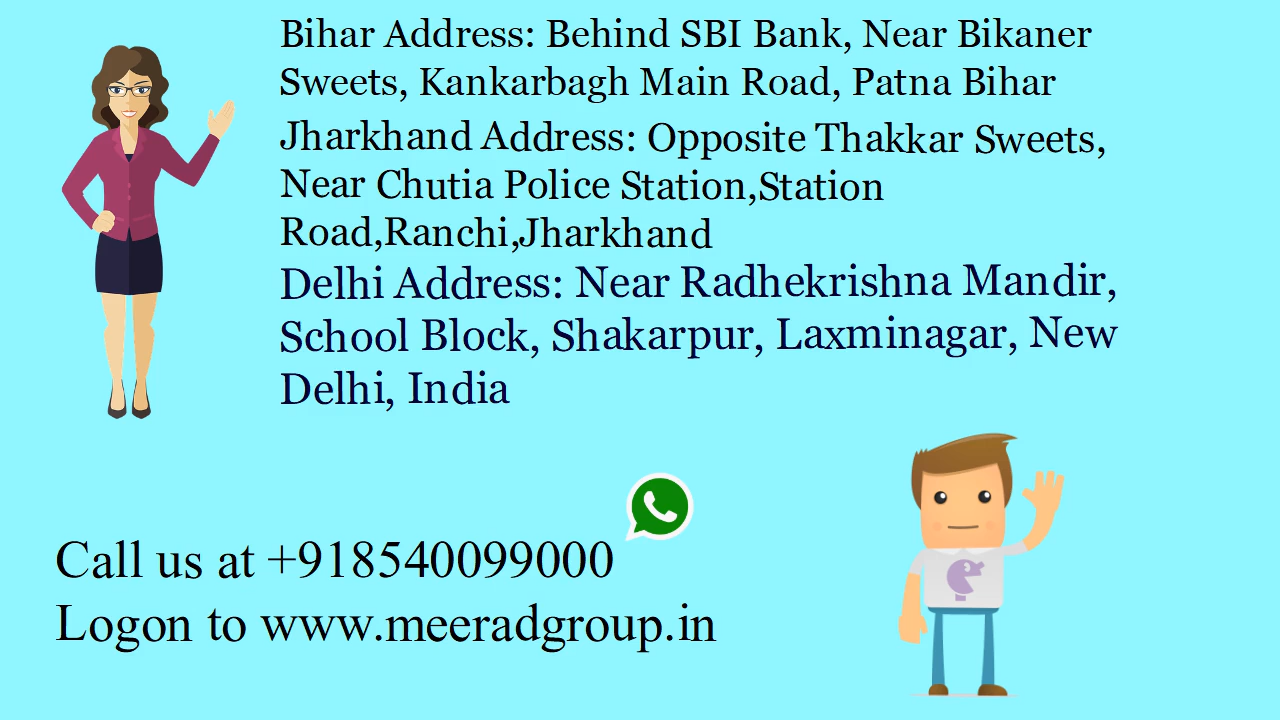 Bihar Address: Behind SBI Bank, Near Bikaner
Sweets, Kankarbagh Main Road, Patna Bihar
Jharkhand Address: Opposite Thakkar Sweets,
Near Chutia Police Station,Station
Road,Ranchi,Jharkhand
Delhi Address: Near Radhekrishna Mandir,
School Block, Shakarpur, Laxminagar, New
Delhi, India
Call us at +918540099000
Logon to www.meeradgroup.in